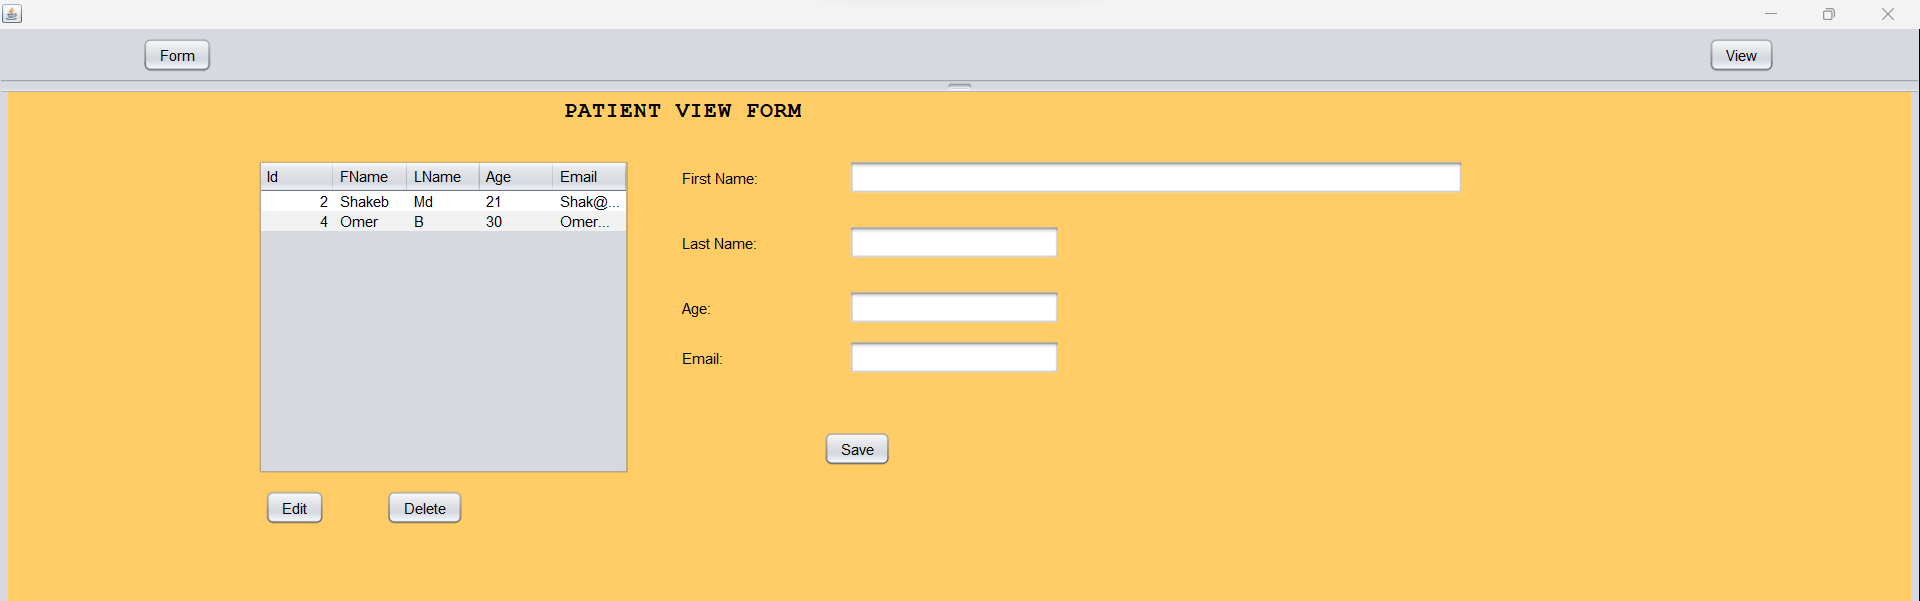 Form View
PATIENT VIEW FORM
Id FName LName Age Email
2 Shakeb Md 21 Shak@...
4 Omer B 30 Omer...
First Name:
Last Name:
Age:
Email:
Save
Edit Delete